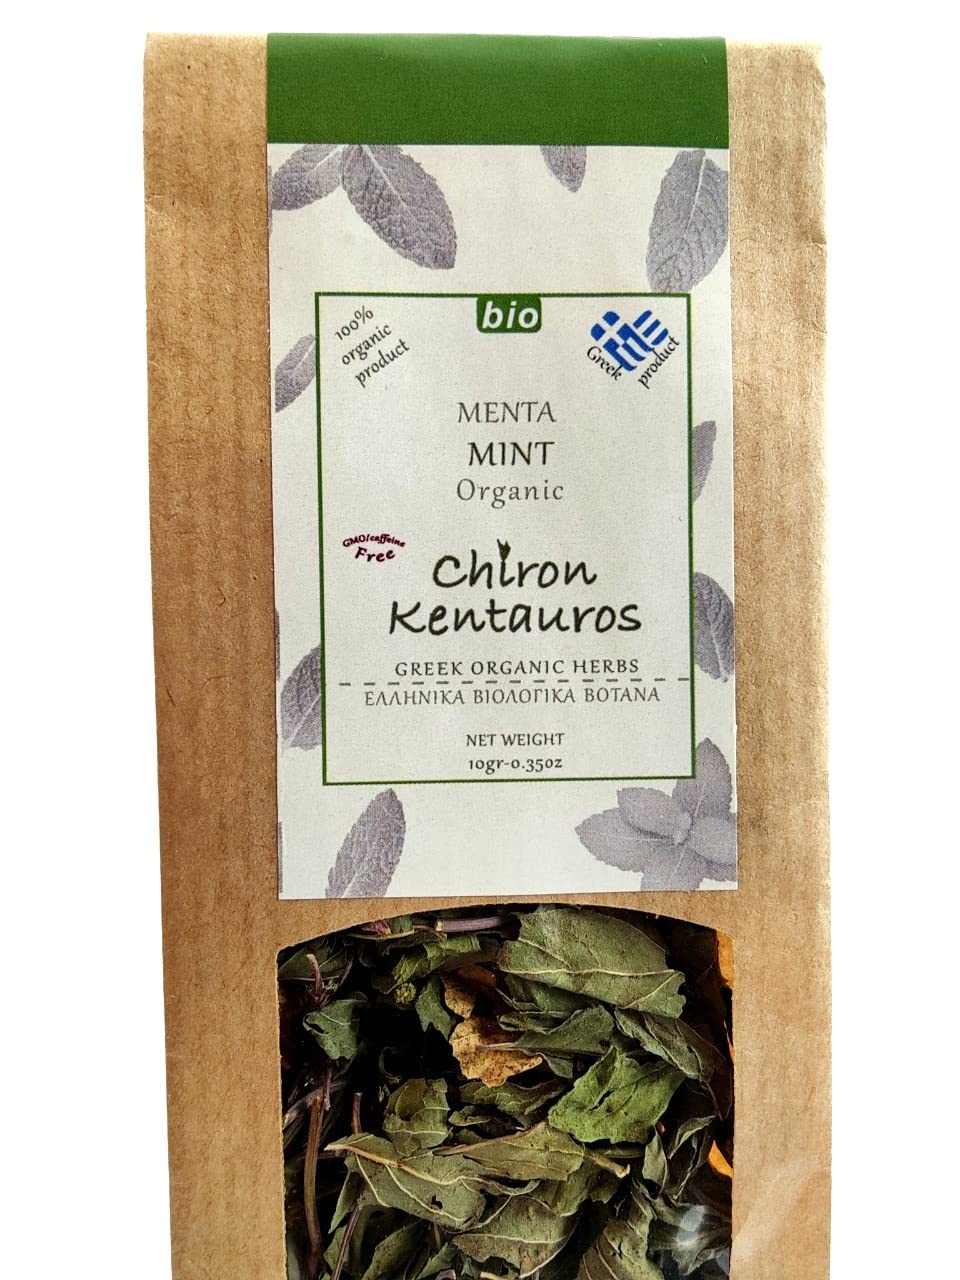 bio
100%
organic
product
Greek
product
MENTA
MINT
Organic
GMO/caffeine
Free
Chiron
Kentauros
GREEK ORGANIC HERBS
ΕΛΛΗΝΙΚΑ ΒΙΟΛΟΓΙΚΑ ΒΟΤΑΝΑ
NET WEIGHT
10gr-0.35oz